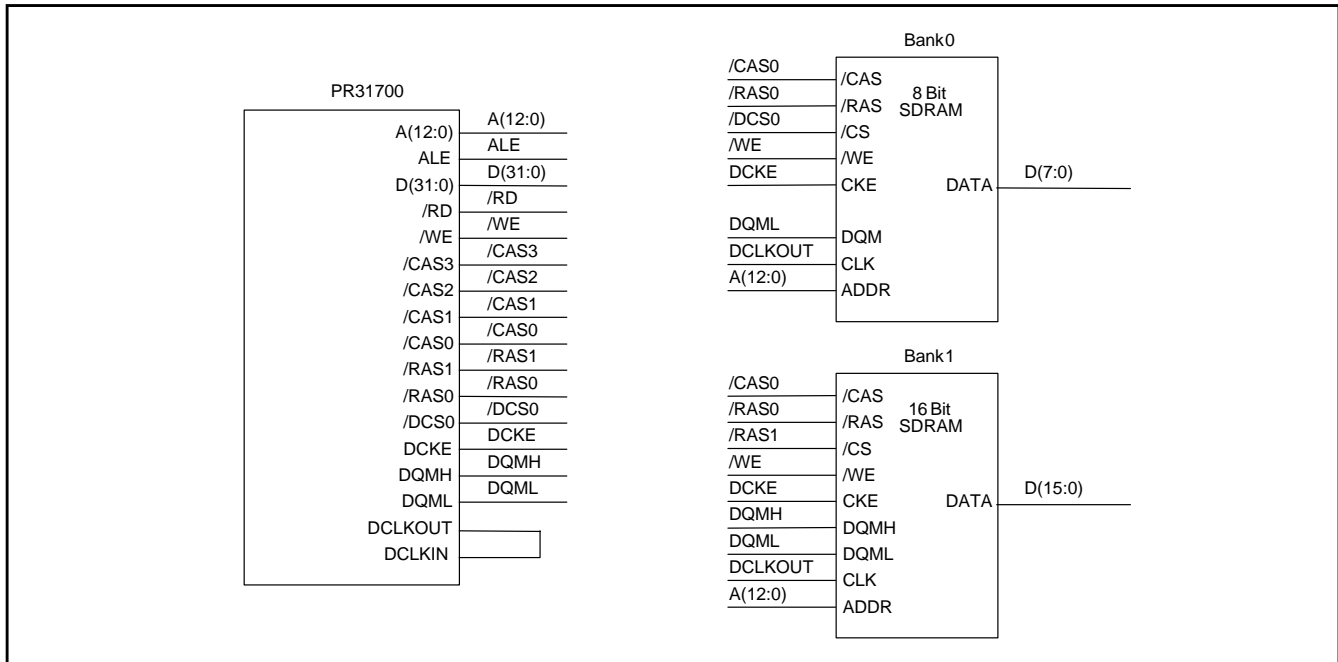 PR31700
A(12:0) A(12:0)
ALE ALE
D(31:0) D(31:0)
/RD /RD
/WE /WE
/CAS3 /CAS3
/CAS2 /CAS2
/CAS1 /CAS1
/CAS0 /CAS0
/RAS1 /RAS1
/RAS0 /RAS0
/DCS0 /DCS0
DCKE DCKE
DQMH DQMH
DQML DQML
DCLKOUT
DCLKIN
Bank0
8 Bit
SDRAM
/CAS0 /CAS
/RAS0 /RAS
/DCS0 /CS
/WE /WE
DCKE CKE
DATA D(7:0)
DQML DQM
DCLKOUT CLK
A(12:0) ADDR
Bank1
16 Bit
SDRAM
/CAS0 /CAS
/RAS0 /RAS
/RAS1 /CS
/WE /WE
DCKE CKE
DATA D(15:0)
DQMH DQMH
DQML DQML
DCLKOUT CLK
A(12:0) ADDR